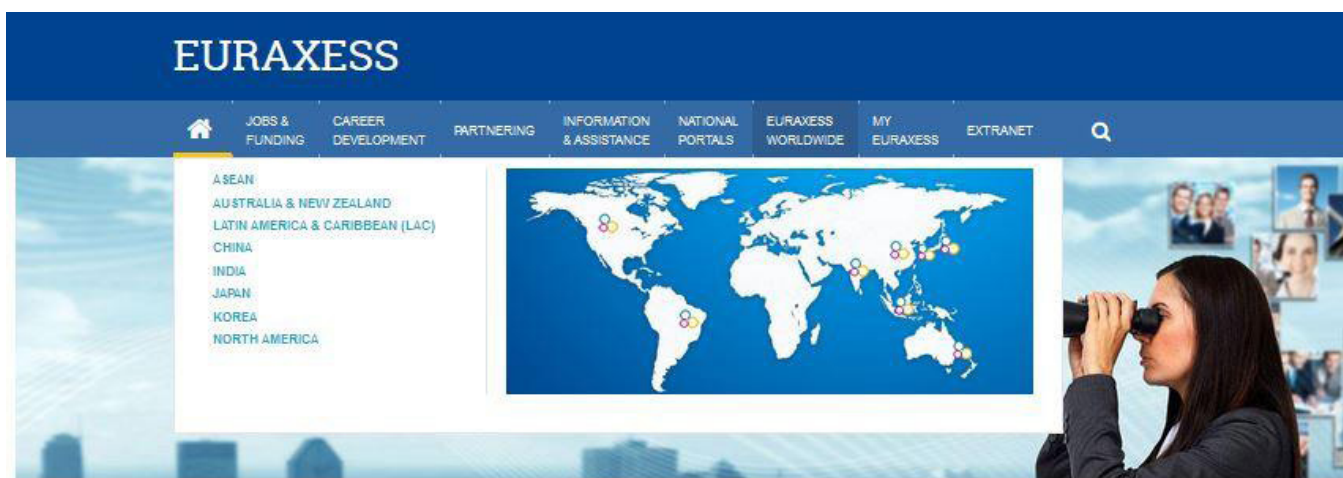 EURAXESS
JOBS &
FUNDING
CAREER
DEVELOPMENT
PARTNERING
INFORMATION
& ASSISTANCE
NATIONAL
PORTALS
EURAXESS
WORLDWIDE
MY
EURAXESS
EXTRANET
ASEAN
AUSTRALIA & NEW ZEALAND
LATIN AMERICA & CARIBBEAN (LAC)
CHINA
INDIA
JAPAN
KOREA
NORTH AMERICA